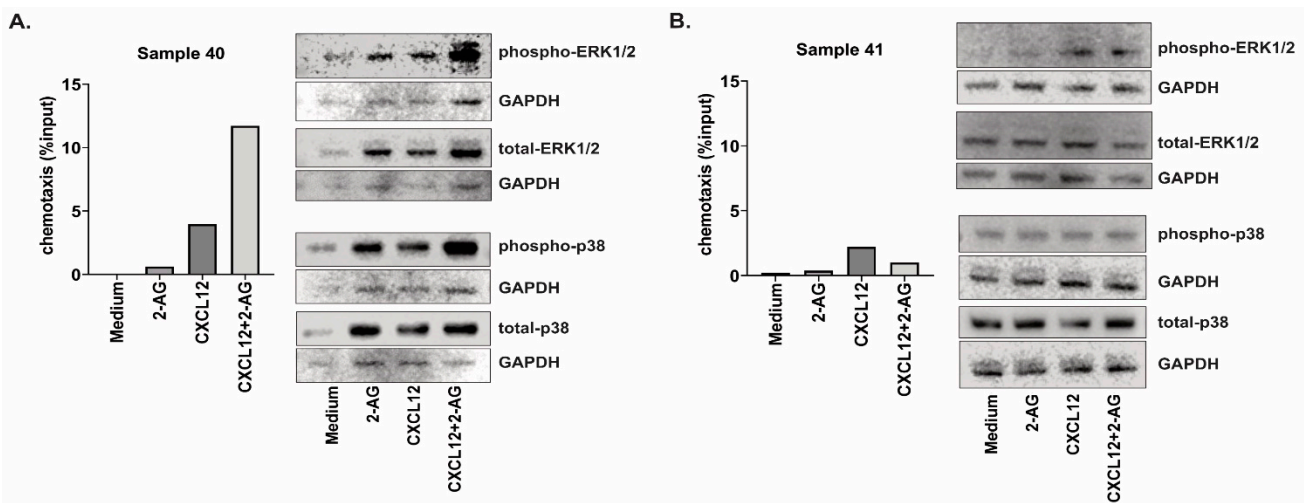 A.
Sample 40
chemotaxis (%input)
15
10
5
0
Medium
2-AG
CXCL12
CXCL12+2-AG
phospho-ERK1/2
GAPDH
total-ERK1/2
GAPDH
phospho-p38
GAPDH
total-p38
GAPDH
Medium
2-AG
CXCL12
CXCL12+2-AG
B.
Sample 41
chemotaxis (%input)
15
10
5
0
Medium
2-AG
CXCL12
CXCL12+2-AG
phospho-ERK1/2
GAPDH
total-ERK1/2
GAPDH
phospho-p38
GAPDH
total-p38
GAPDH
Medium
2-AG
CXCL12
CXCL12+2-AG